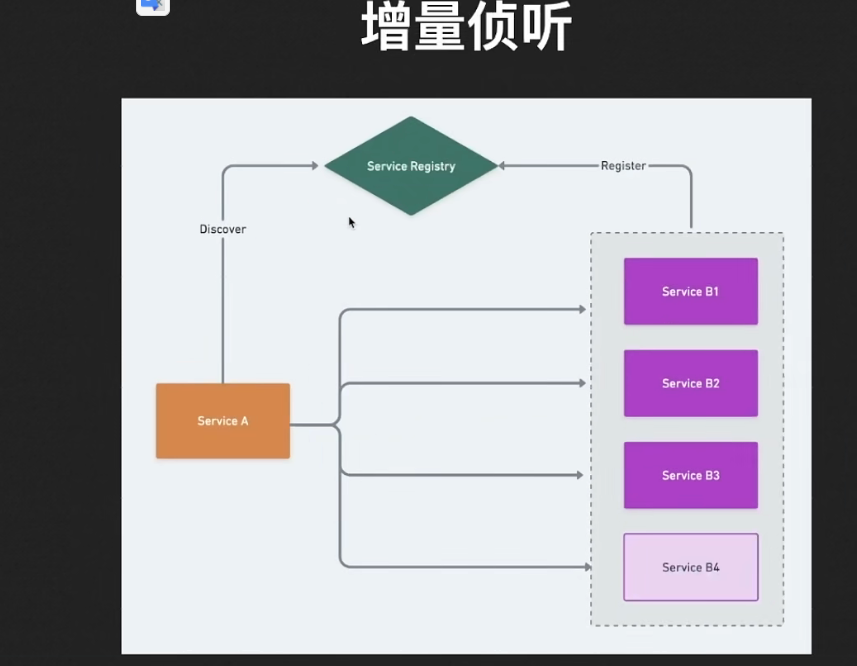 增量侦听
Service Registry
Register
Discover
Service B1
Service B2
Service A
Service B3
Service B4